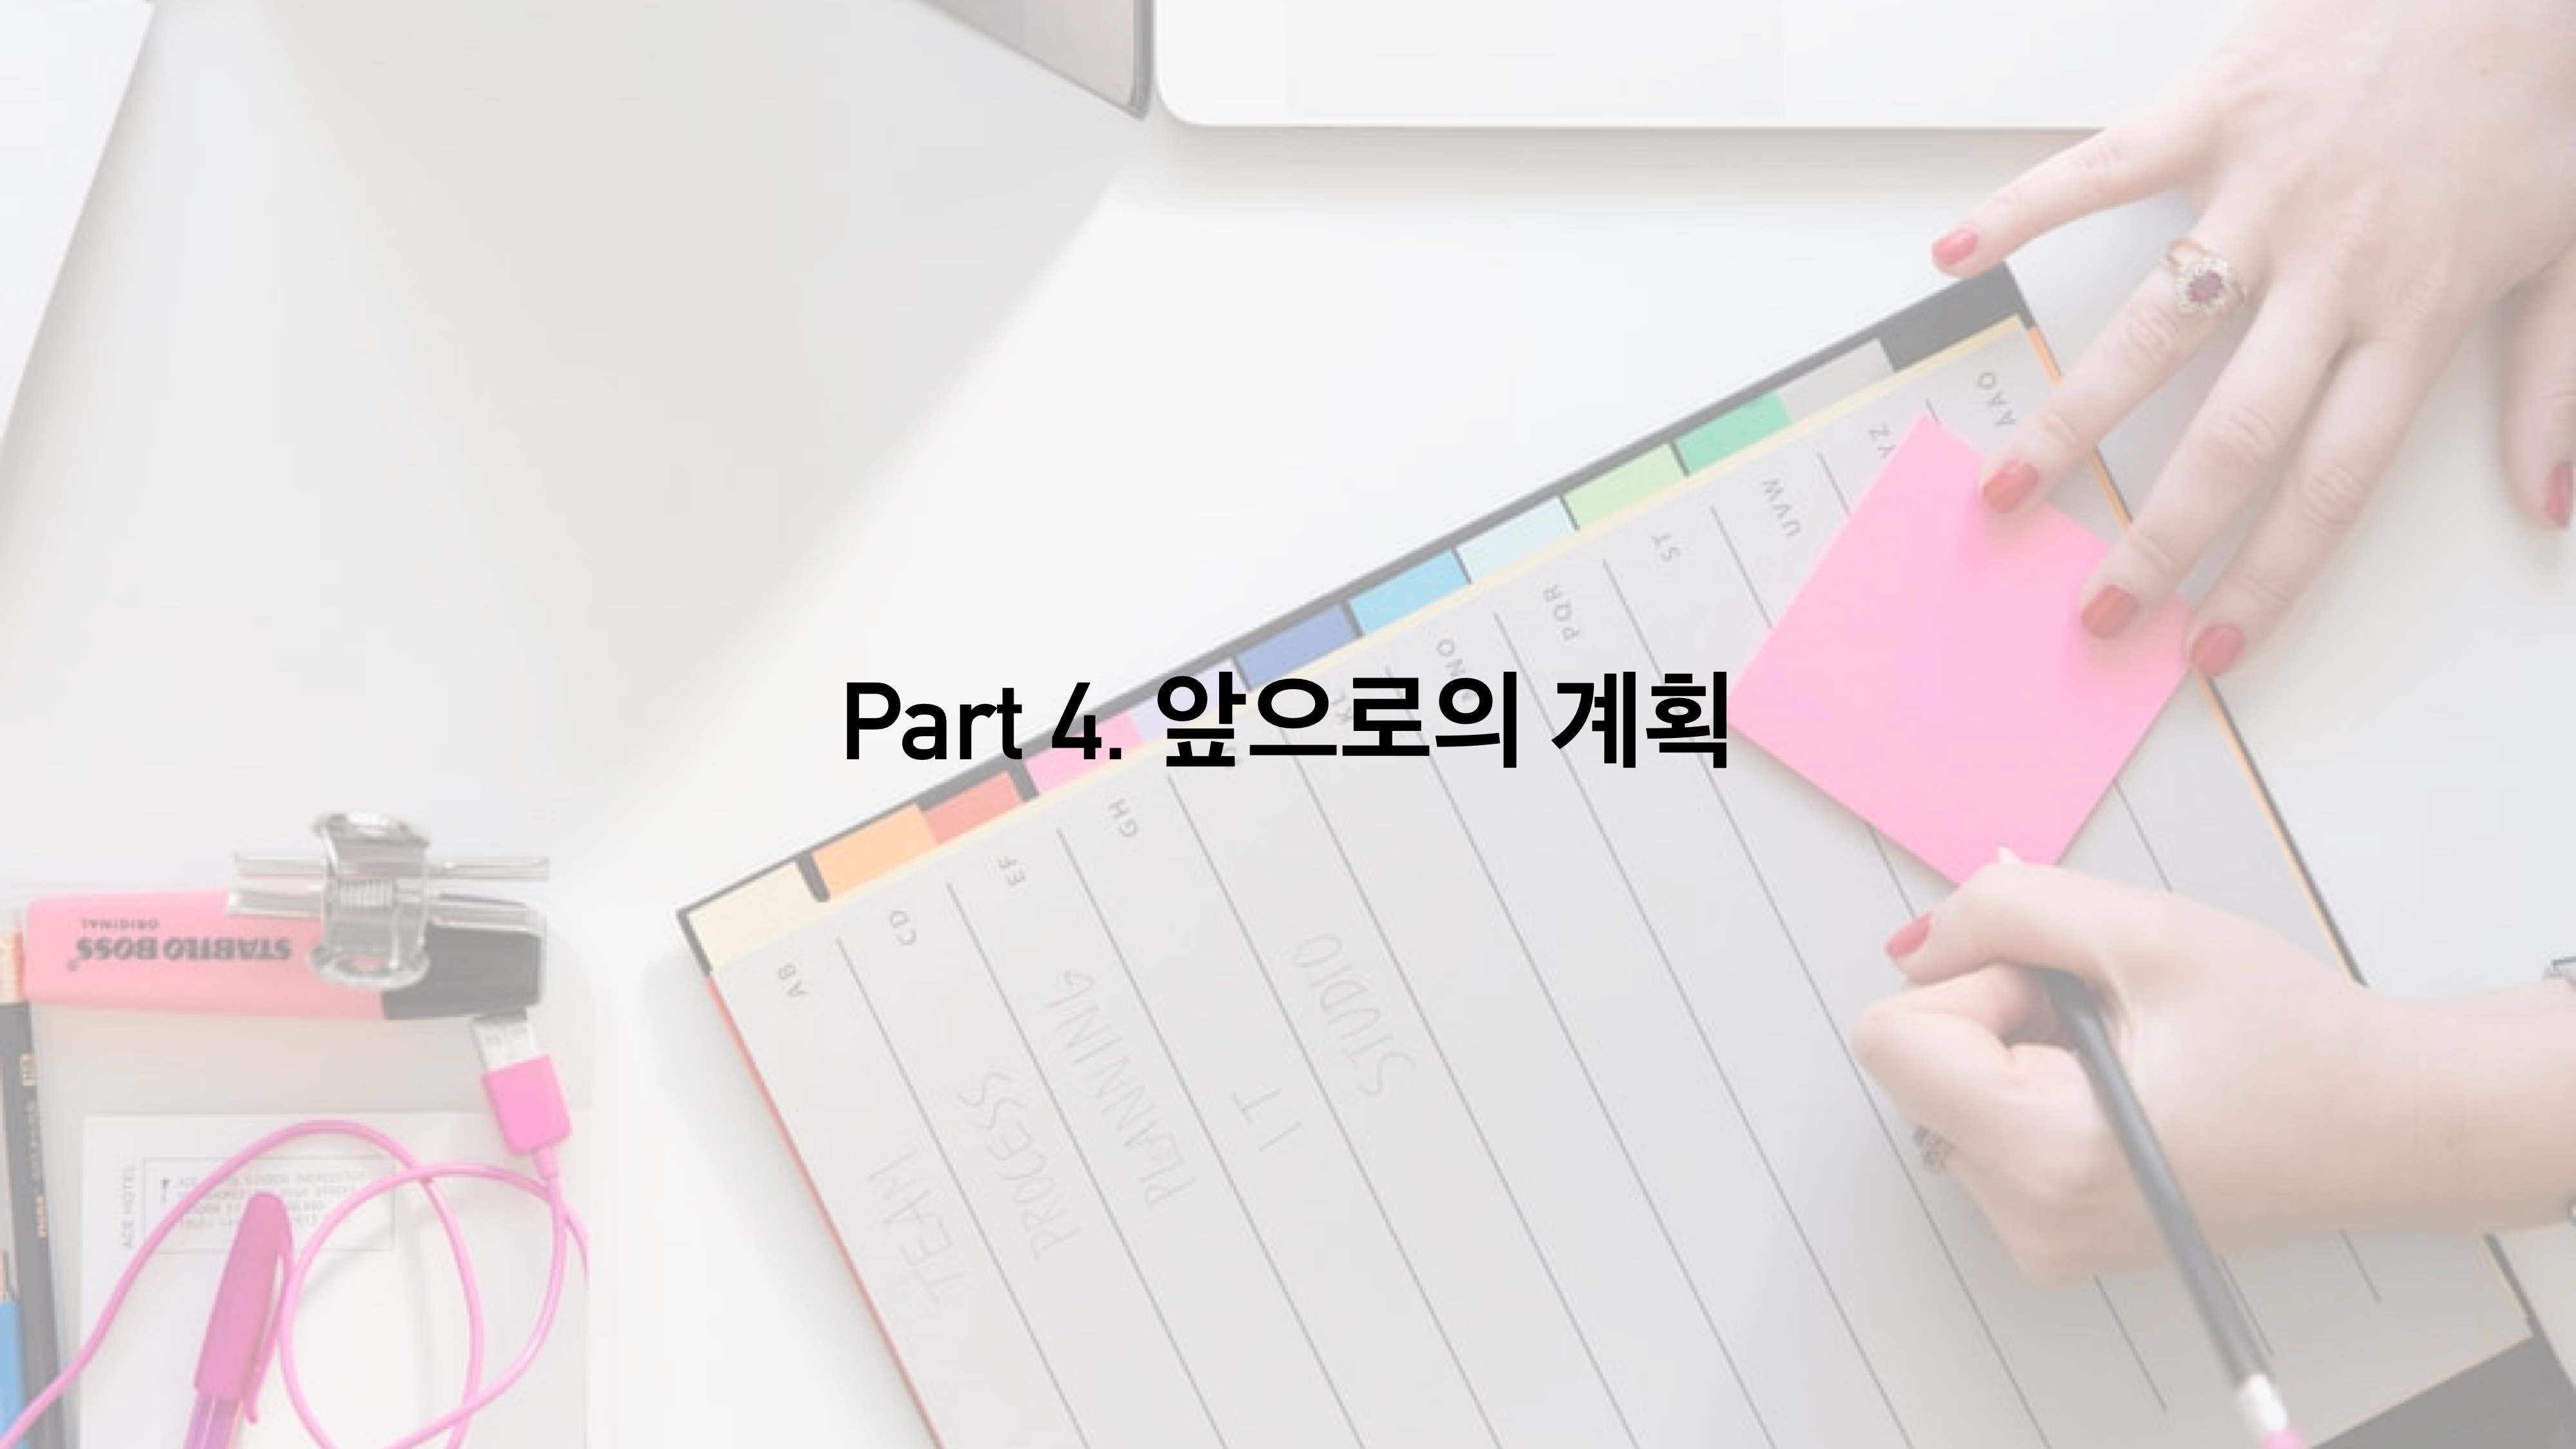 Part 4. 앞으로의 계획
AAO
YZ
UVW
ST
PQR
GH
EF
CD
AB
STUDIO
IT
PLANNING
PROCESS
TEAM
STABILO BOSS
ORIGINAL
ACE HOTEL